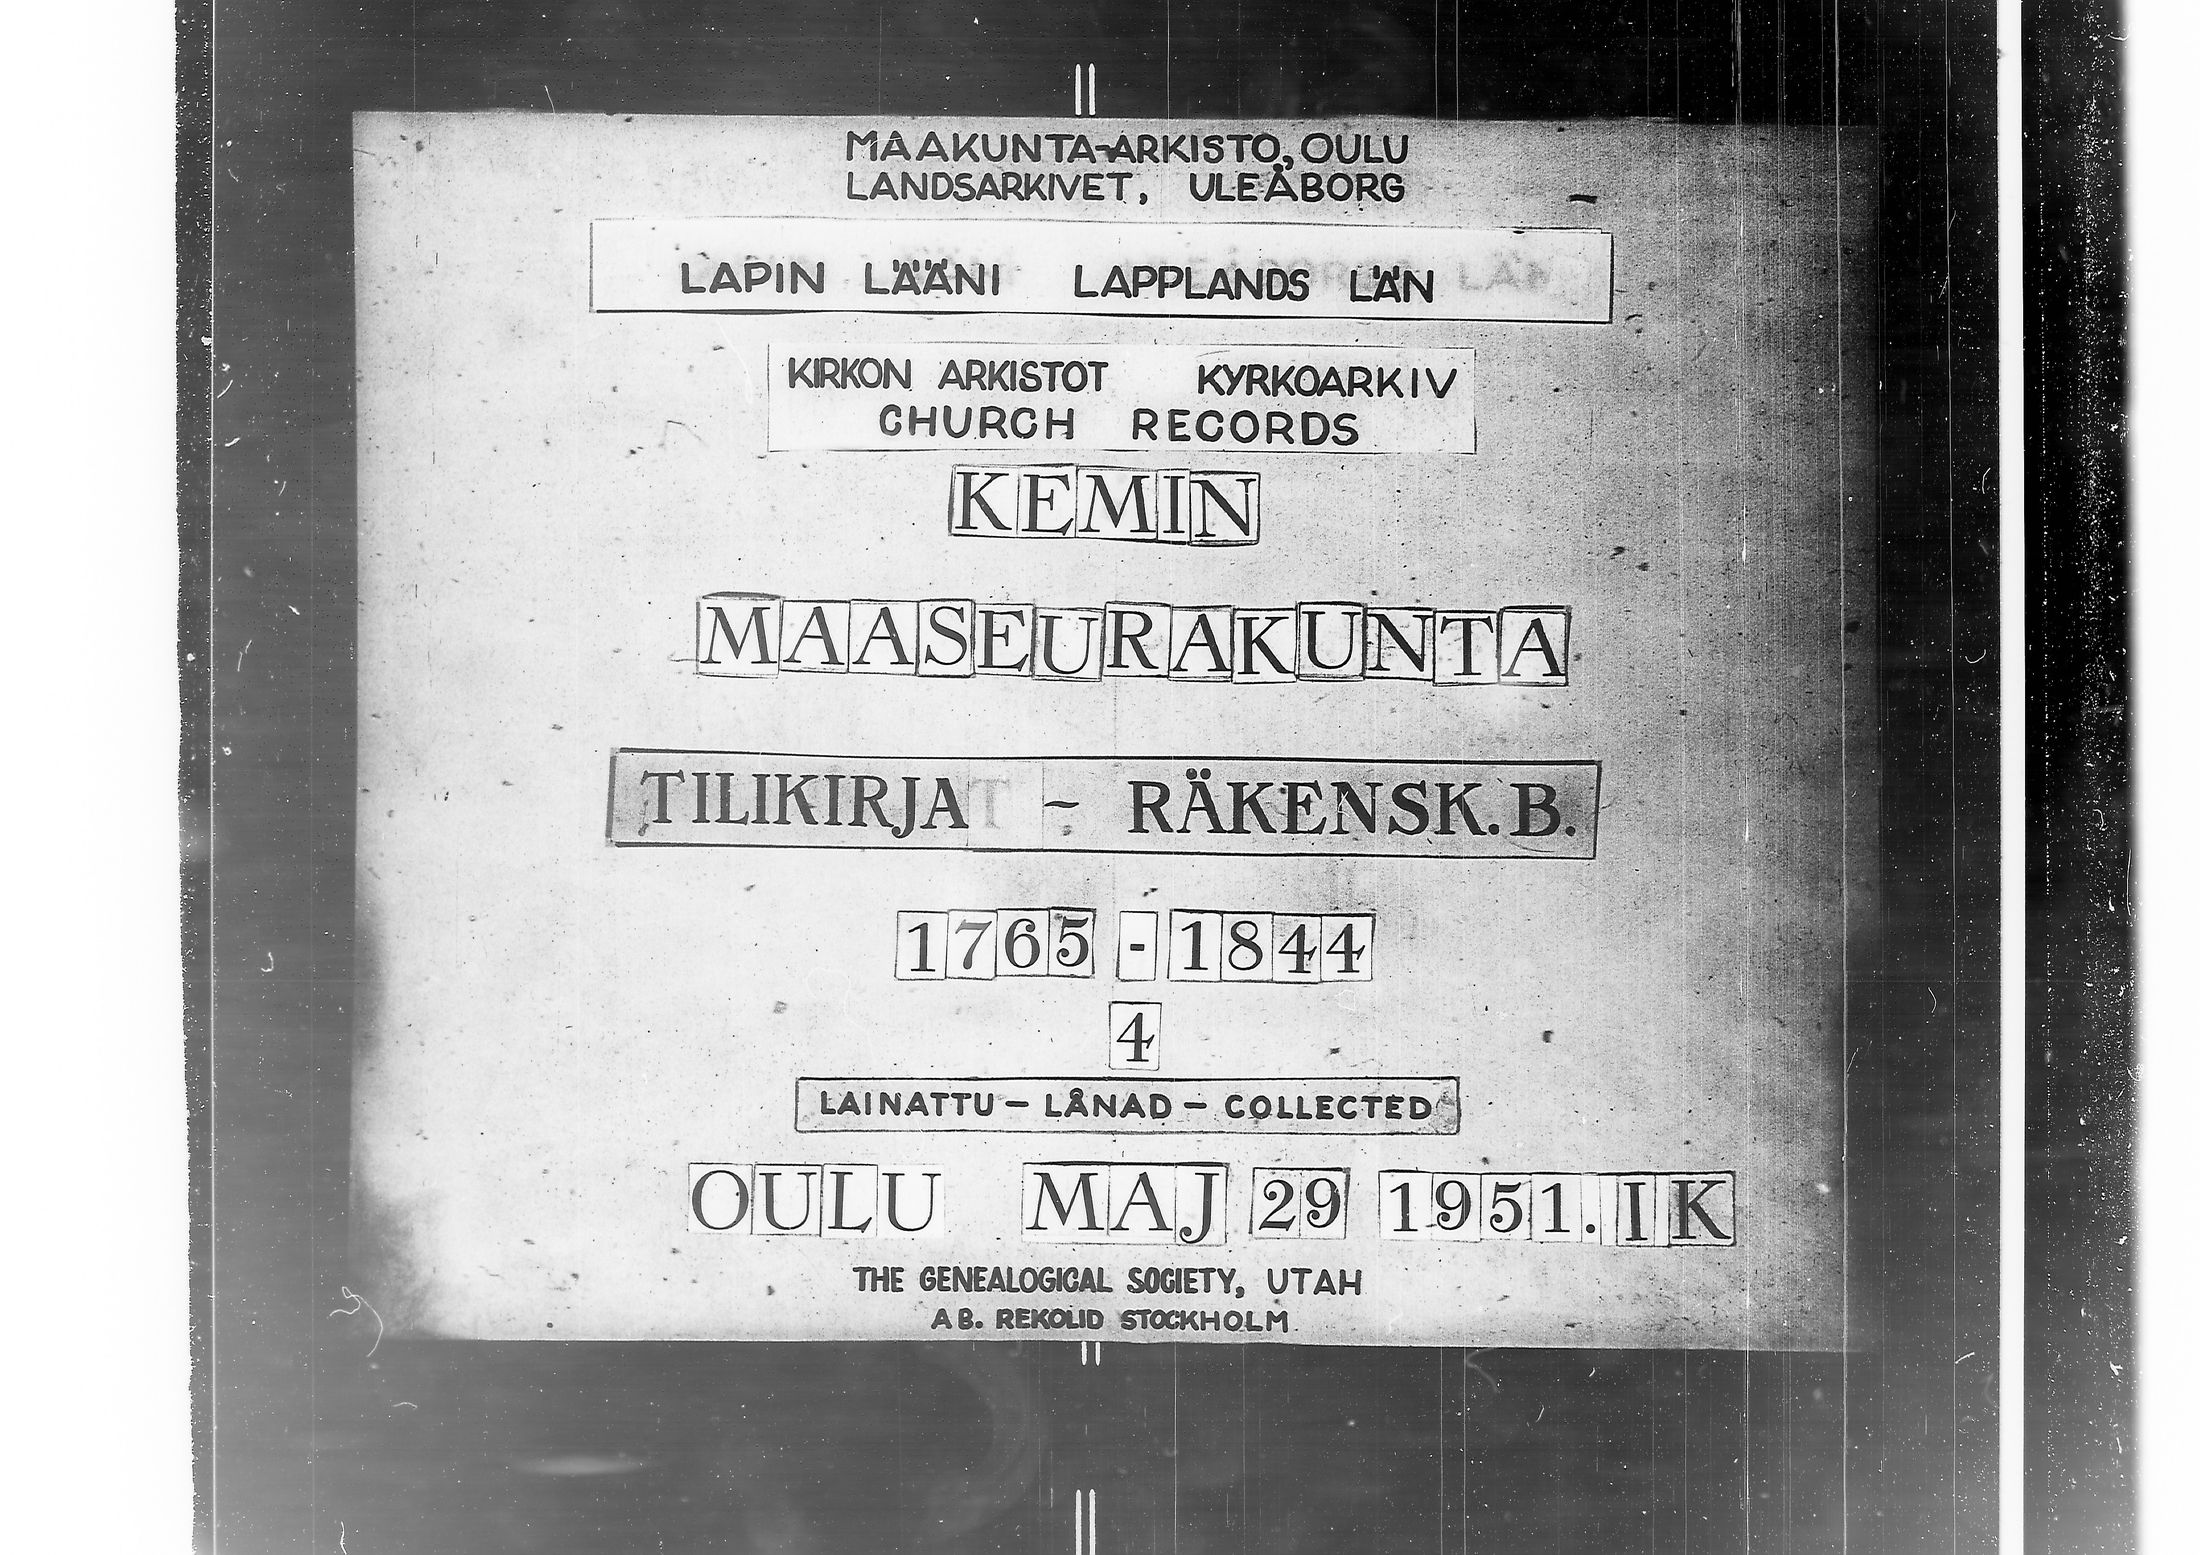 MAAKUNTA-ARKISTO, OULU
LANDSARKIVET, ULEÅBORG
LAPIN LÄÄNI LAPPLANDS LÄN
KIRKON ARKISTOT KYRKOARKIV
CHURCH RECORDS
KEMIN
MAASEURAKUNTA
TILIKIRJAT - RÄKENSK.B.
1765 - 1844
4
LAINATTU - LÅNAD - COLLECTED
OULU MAJ 29 1951. IK
THE GENEALOGICAL SOCIETY, UTAH
AB. REKOLID STOCKHOLM